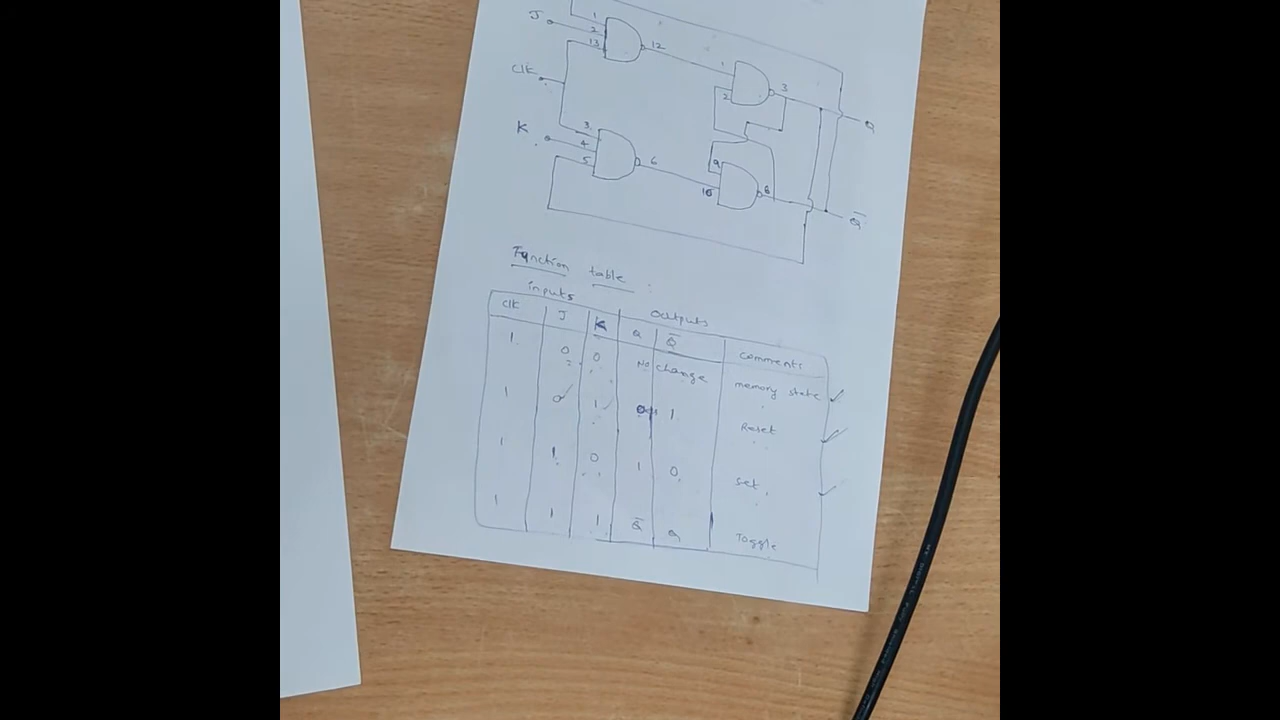 J
1
2
13
12
Clk
1
2
3
Q
K
3
4
5
6
9
10
8
Q̅
Function table :
inputs
outputs
Clk J K Q Q̅ comments
1 0 0 No change memory state ✓
1 0 ✓ 1 ✓ 0 1 Reset ✓
1 1 0 1 0 set ✓
1 1 1 Q̅ Q Toggle